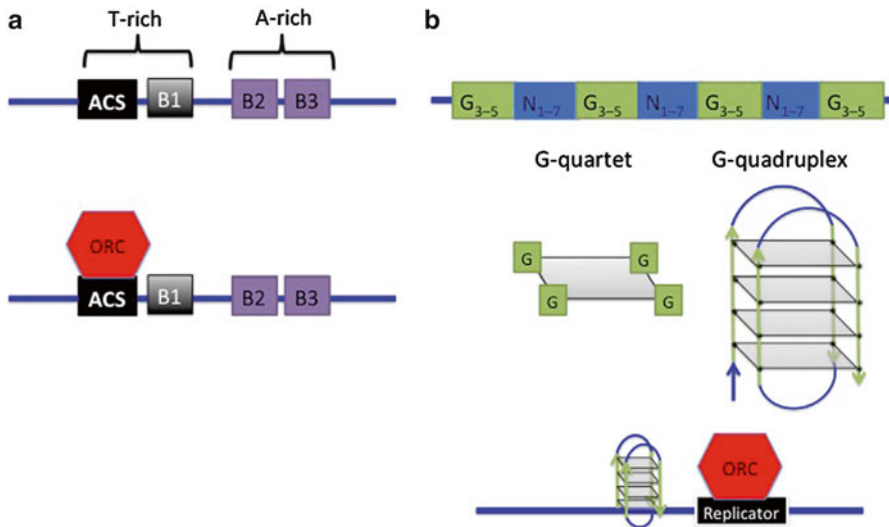 a
T-rich A-rich
ACS B1 B2 B3
ORC
ACS B1 B2 B3
b
G3–5 N1–7 G3–5 N1–7 G3–5 N1–7 G3–5
G-quartet G-quadruplex
G G
G G
ORC
Replicator